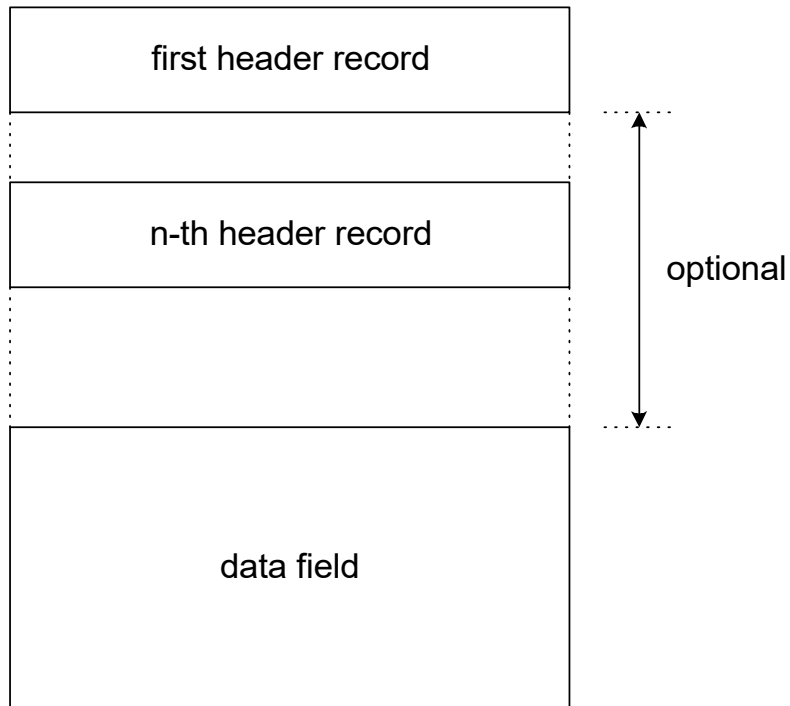 first header record
n-th header record
optional
data field